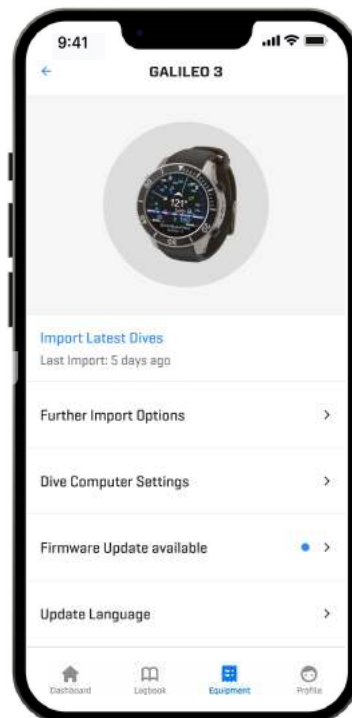 9:41
GALILEO 3
121°
Import Latest Dives
Last Import: 5 days ago
Further Import Options
Dive Computer Settings
Firmware Update available
Update Language
Dashboard
Logbook
Equipment
Profile